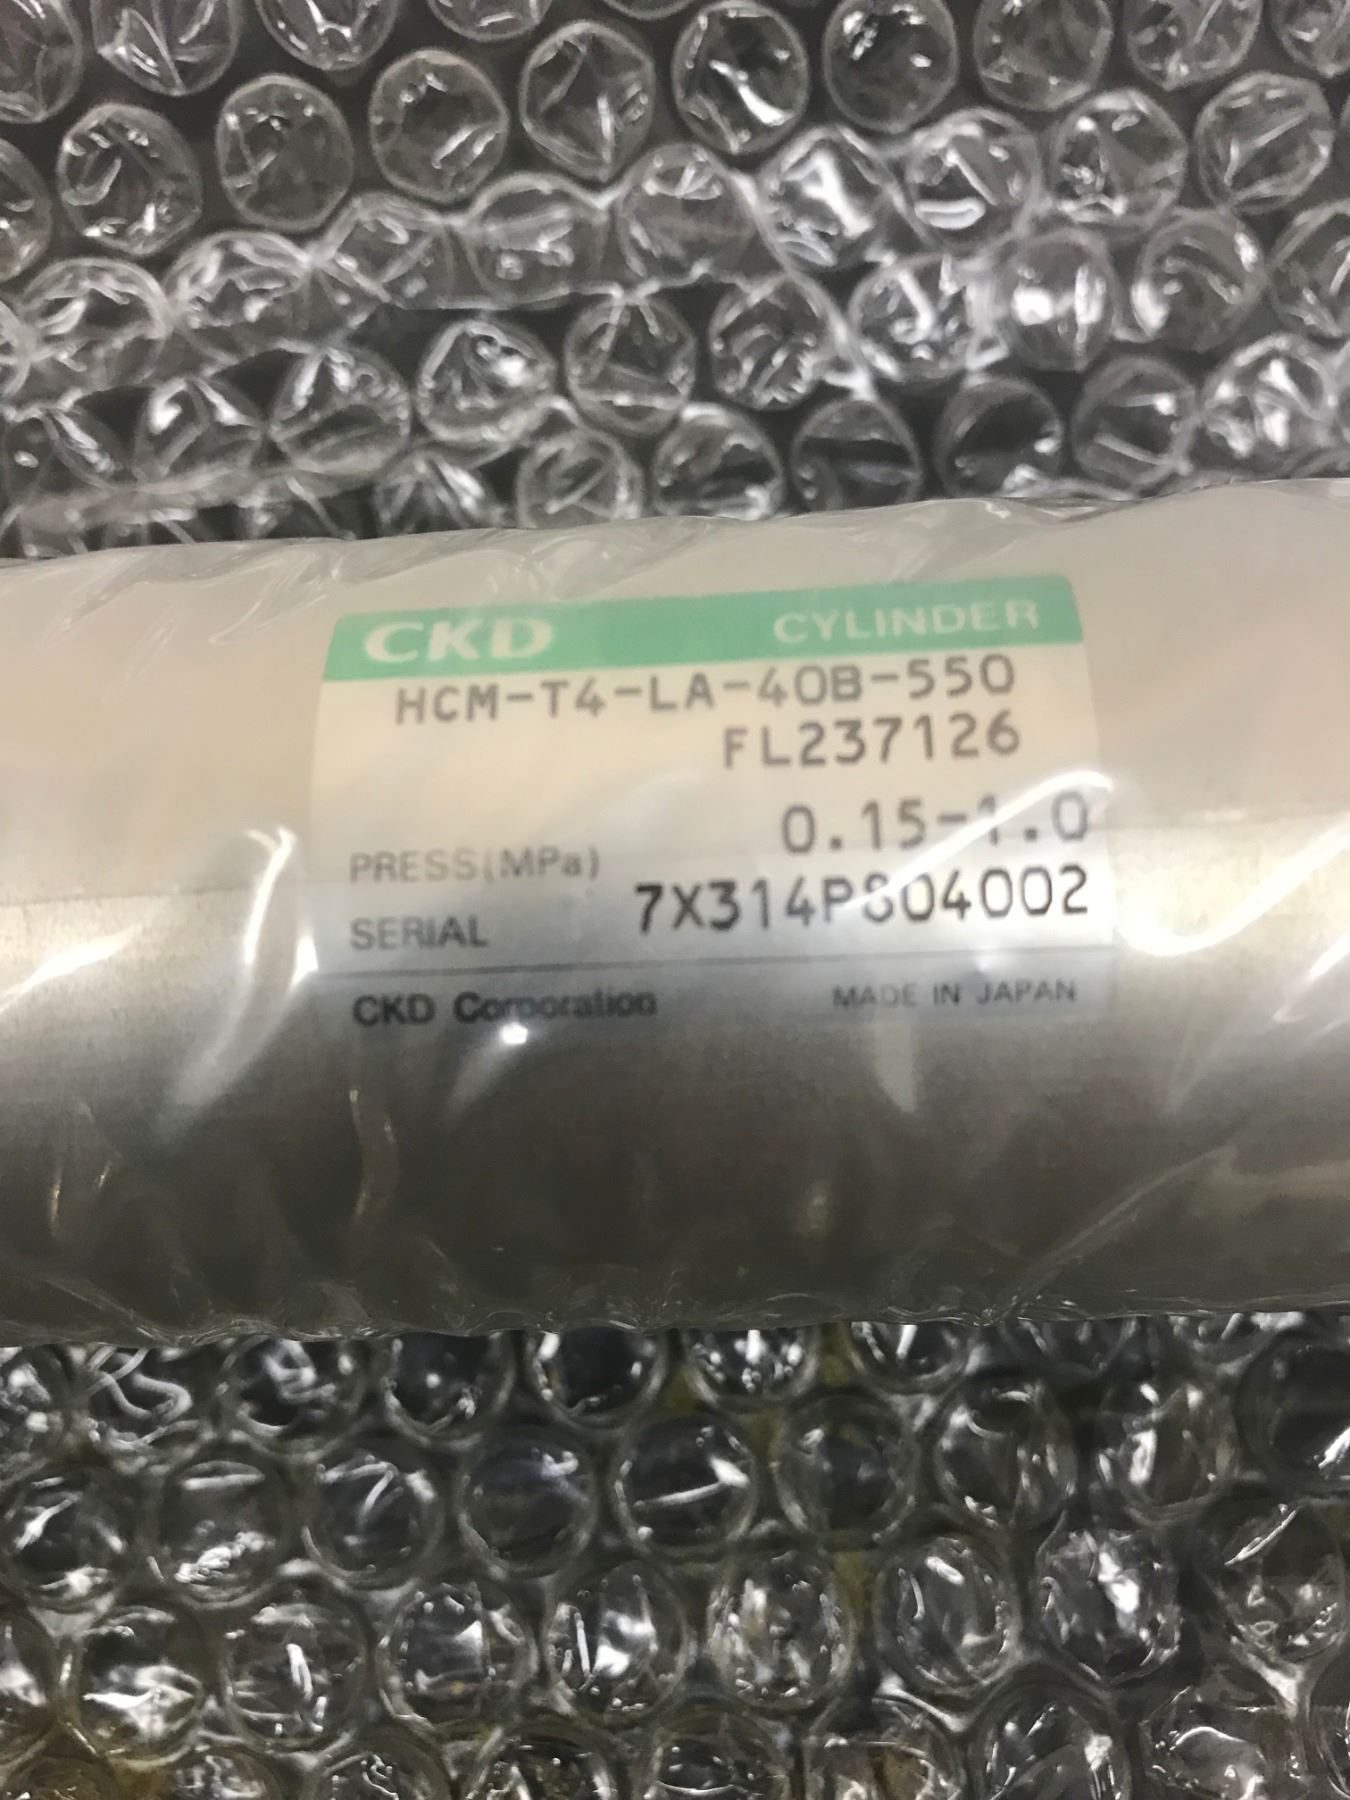 CKD CYLINDER
HCM-T4-LA-40B-550
FL237126
PRESS(MPa) 0.15-1.0
SERIAL 7X314P804002
CKD Corporation MADE IN JAPAN